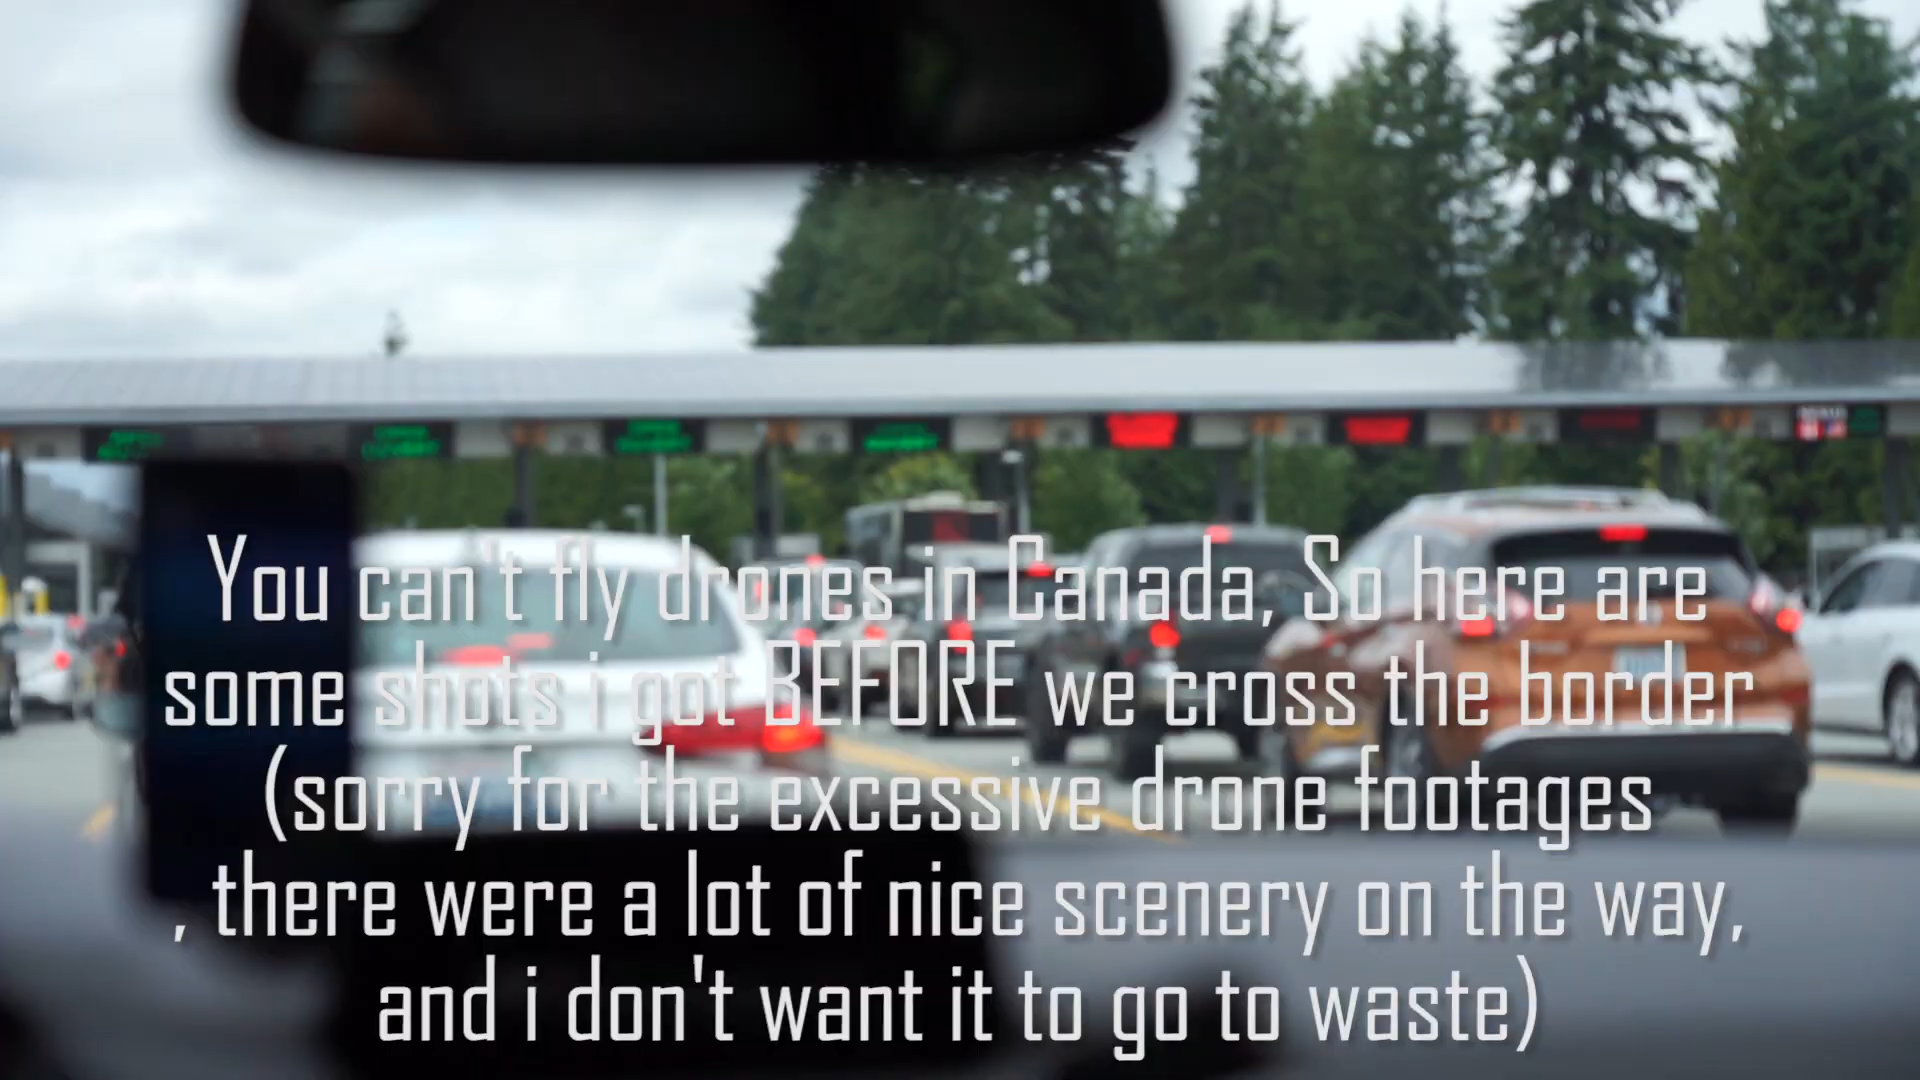 You can't fly drones in Canada, So here are
some shots i got BEFORE we cross the border
(sorry for the excessive drone footages
, there were a lot of nice scenery on the way,
and i don't want it to go to waste)